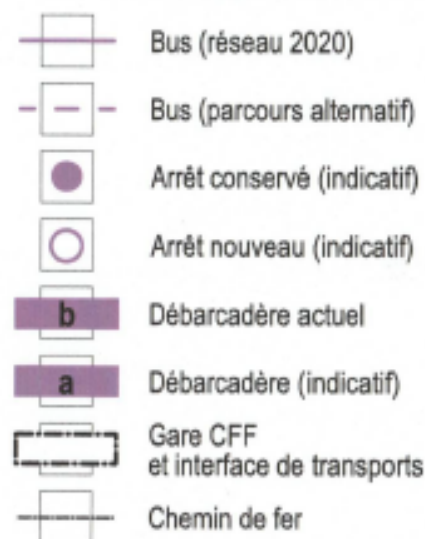 Bus (réseau 2020)
Bus (parcours alternatif)
Arrêt conservé (indicatif)
Arrêt nouveau (indicatif)
b Débarcadère actuel
a Débarcadère (indicatif)
Gare CFF
et interface de transports
Chemin de fer